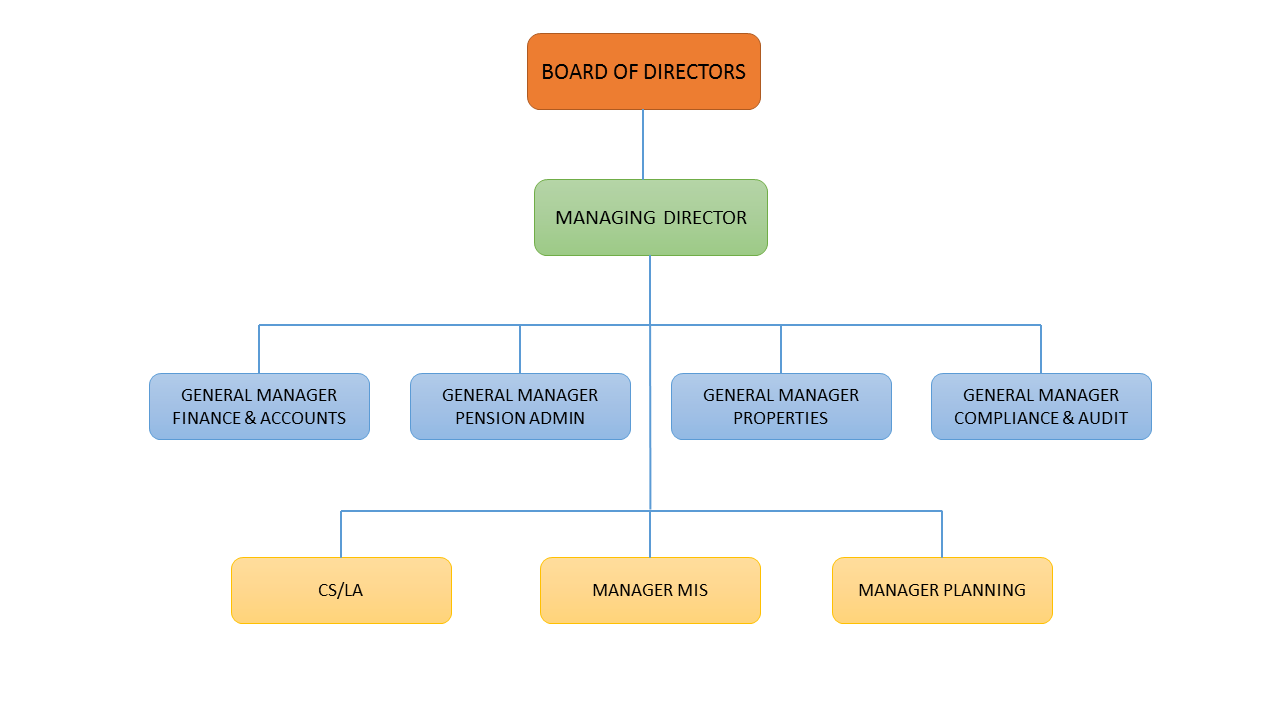 BOARD OF DIRECTORS
MANAGING DIRECTOR
GENERAL MANAGER
FINANCE & ACCOUNTS
GENERAL MANAGER
PENSION ADMIN
GENERAL MANAGER
PROPERTIES
GENERAL MANAGER
COMPLIANCE & AUDIT
CS/LA
MANAGER MIS
MANAGER PLANNING